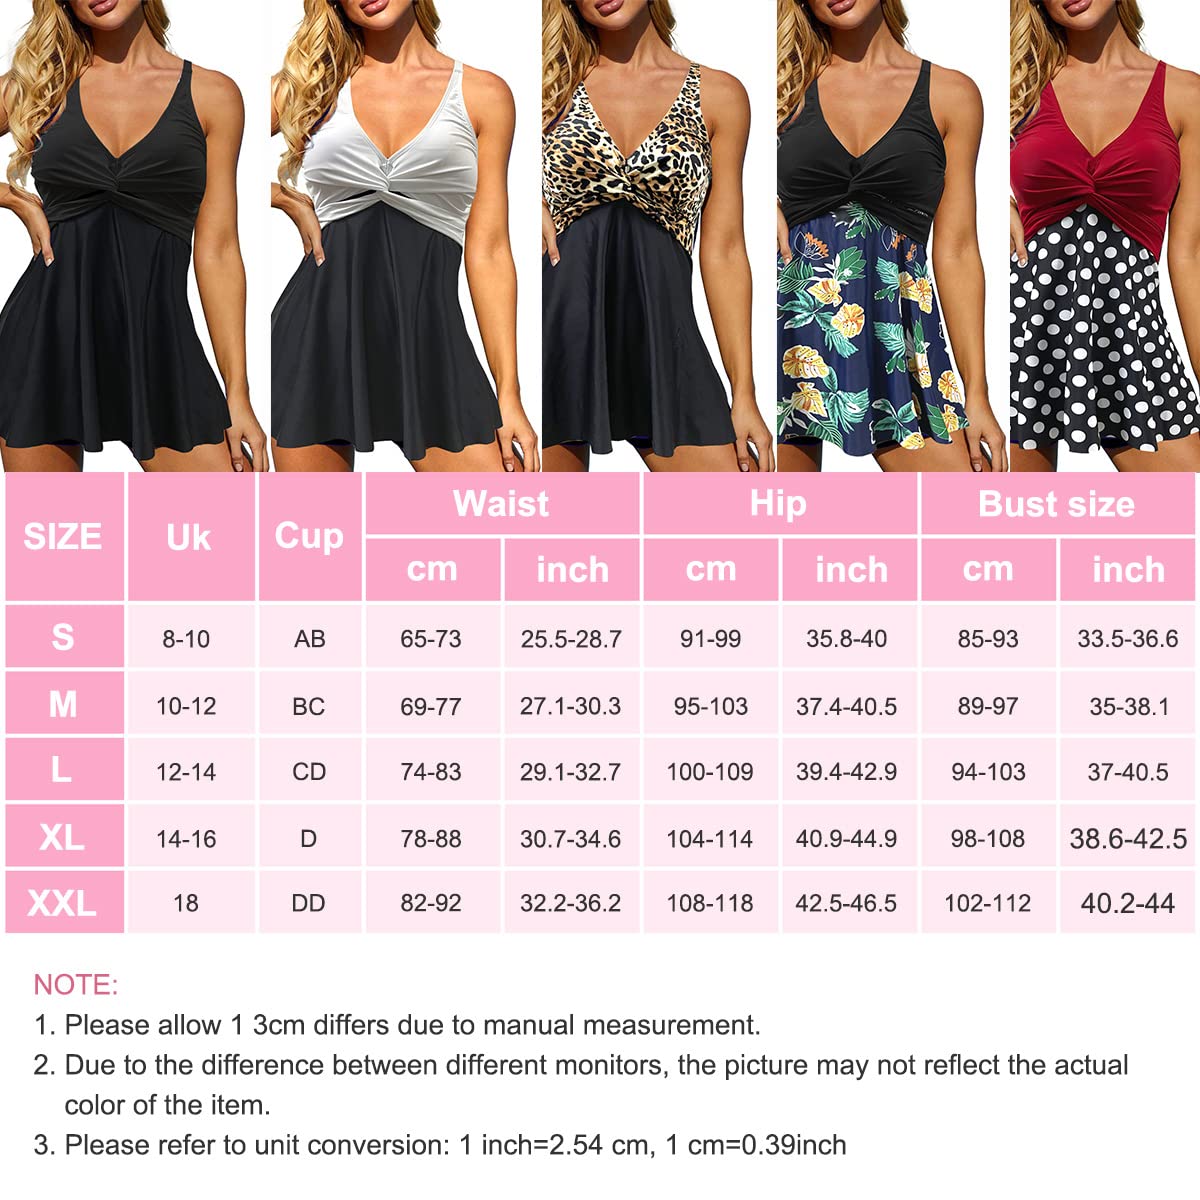 SIZE Uk Cup Waist Hip Bust size
cm inch cm inch cm inch
S 8-10 AB 65-73 25.5-28.7 91-99 35.8-40 85-93 33.5-36.6
M 10-12 BC 69-77 27.1-30.3 95-103 37.4-40.5 89-97 35-38.1
L 12-14 CD 74-83 29.1-32.7 100-109 39.4-42.9 94-103 37-40.5
XL 14-16 D 78-88 30.7-34.6 104-114 40.9-44.9 98-108 38.6-42.5
XXL 18 DD 82-92 32.2-36.2 108-118 42.5-46.5 102-112 40.2-44
NOTE:
1. Please allow 1 3cm differs due to manual measurement.
2. Due to the difference between different monitors, the picture may not reflect the actual
color of the item.
3. Please refer to unit conversion: 1 inch=2.54 cm, 1 cm=0.39inch